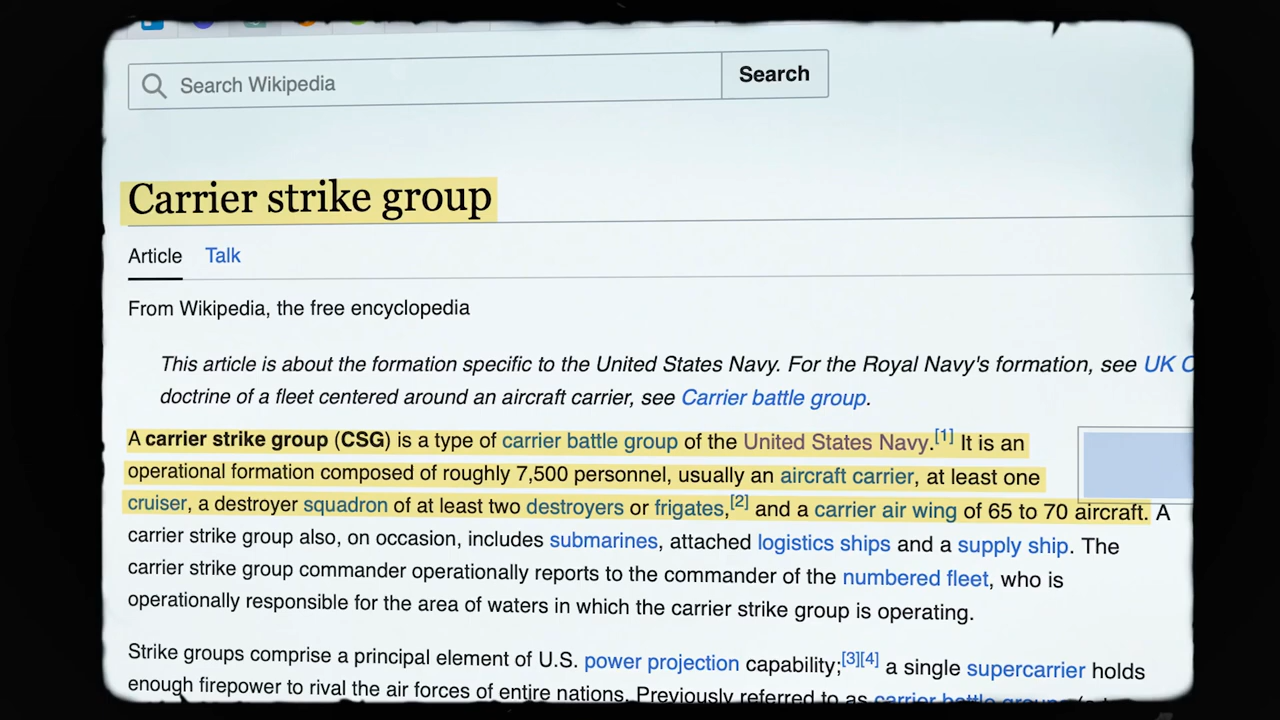 Search Wikipedia
Search
Carrier strike group
Article Talk
From Wikipedia, the free encyclopedia
This article is about the formation specific to the United States Navy. For the Royal Navy's formation, see UK
doctrine of a fleet centered around an aircraft carrier, see Carrier battle group.
A carrier strike group (CSG) is a type of carrier battle group of the United States Navy.[1] It is an
operational formation composed of roughly 7,500 personnel, usually an aircraft carrier, at least one
cruiser, a destroyer squadron of at least two destroyers or frigates,[2] and a carrier air wing of 65 to 70 aircraft. A
carrier strike group also, on occasion, includes submarines, attached logistics ships and a supply ship. The
carrier strike group commander operationally reports to the commander of the numbered fleet, who is
operationally responsible for the area of waters in which the carrier strike group is operating.
Strike groups comprise a principal element of U.S. power projection capability;[3][4] a single supercarrier holds
enough firepower to rival the air forces of entire nations. Previously referred to as carrier battle groups